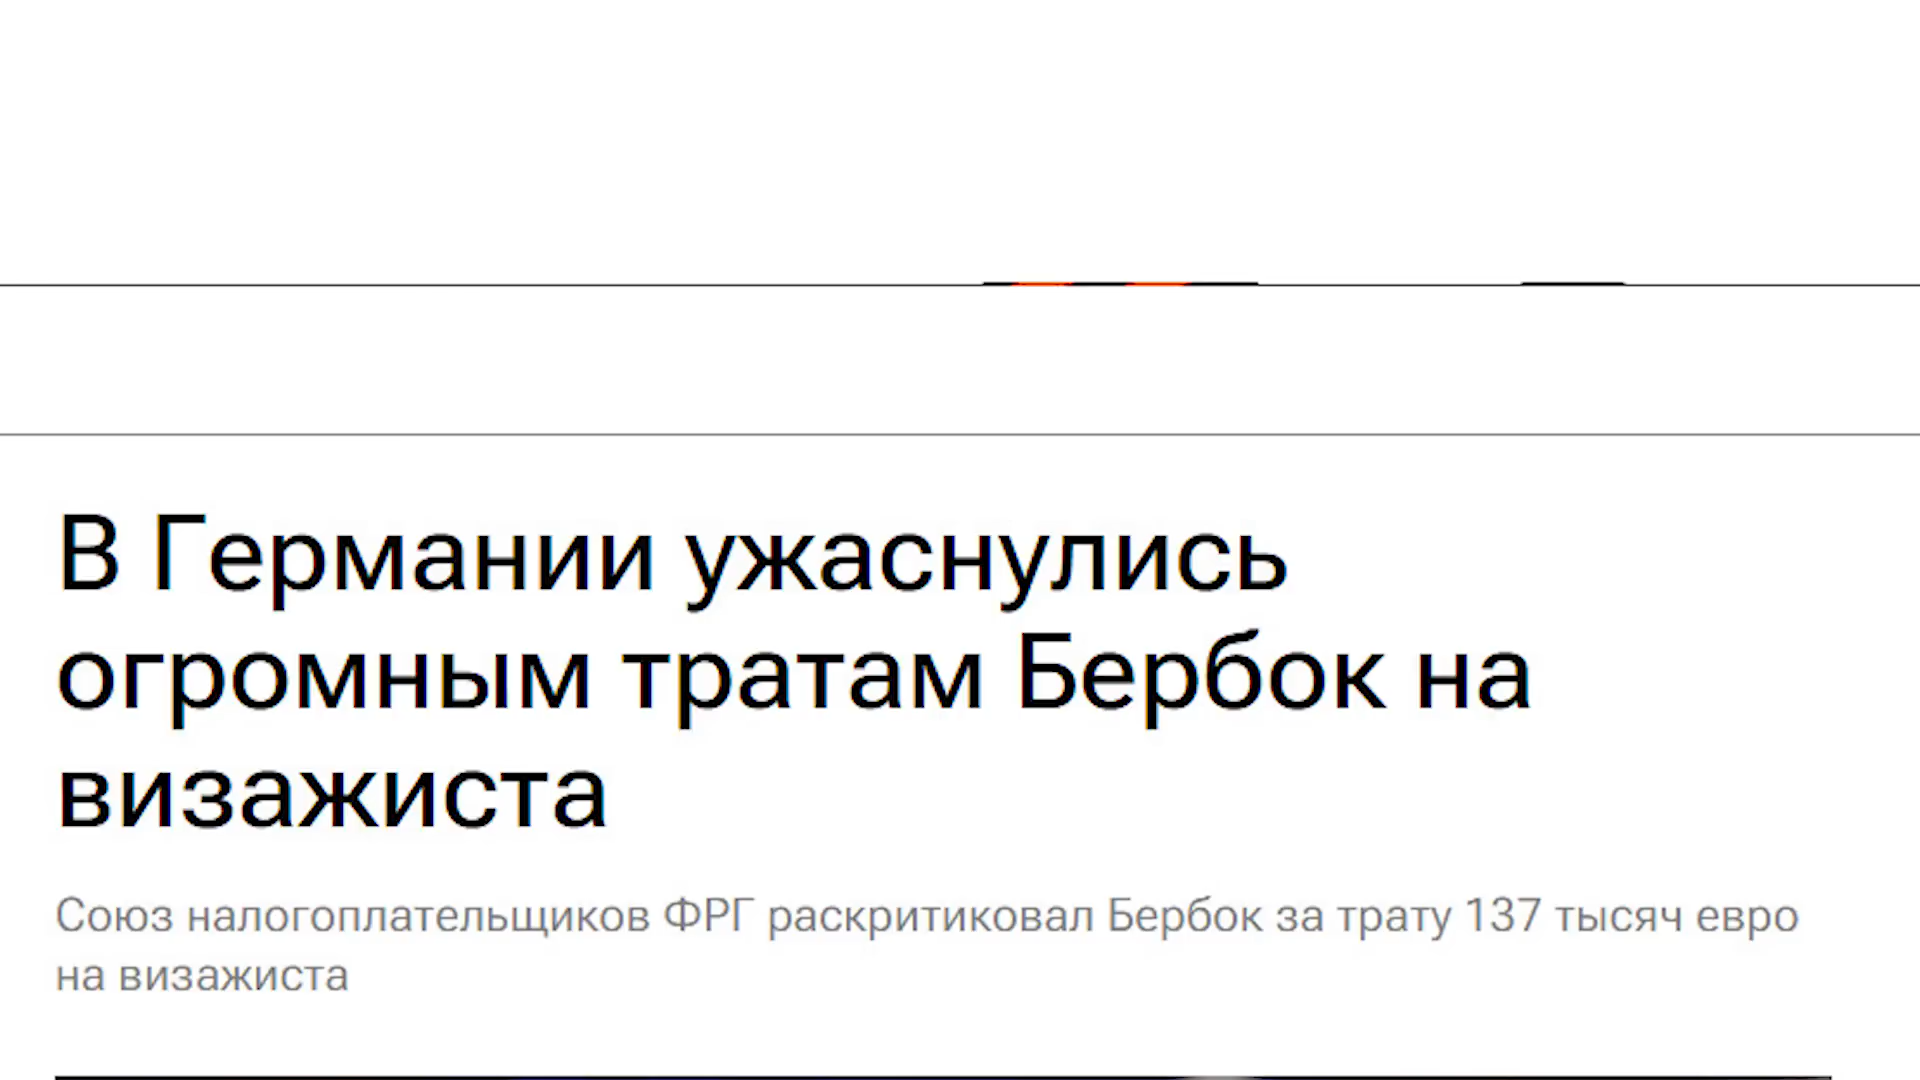 В Германии ужаснулись
огромным тратам Бербок на
визажиста
Союз налогоплательщиков ФРГ раскритиковал Бербок за трату 137 тысяч евро
на визажиста